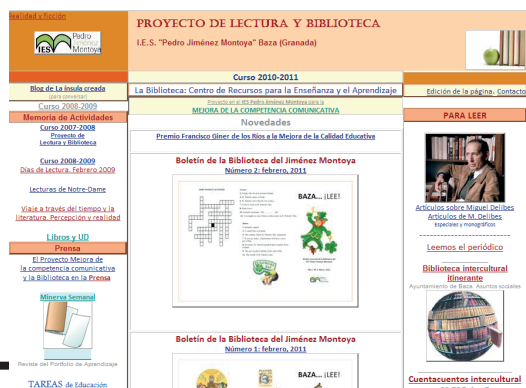 Realidad y ficción
IES
Pedro
Jiménez
Montoya
PROYECTO DE LECTURA Y BIBLIOTECA
I.E.S. "Pedro Jiménez Montoya" Baza (Granada)
Blog de La ínsula creada
(para conversar)
Curso 2008-2009
Memoria de Actividades
Curso 2007-2008
Proyecto de
Lectura y Biblioteca
Curso 2008-2009
Días de Lectura. Febrero 2009
Lecturas de Notre-Dame
Viaje a través del tiempo y la
literatura. Percepción y realidad
Libros y UD
Prensa
El Proyecto Mejora de
la competencia comunicativa
y la Biblioteca en la Prensa
Minerva Semanal
Revista del Portfolio de Aprendizaje
TAREAS de Educación
Curso 2010-2011
La Biblioteca: Centro de Recursos para la Enseñanza y el Aprendizaje
Proyecto en el IES Pedro Jiménez Montoya para la
MEJORA DE LA COMPETENCIA COMUNICATIVA
Novedades
Premio Francisco Giner de los Ríos a la Mejora de la Calidad Educativa
Boletín de la Biblioteca del Jiménez Montoya
Número 2: febrero, 2011
BAZA... ¡LEE!
Boletín de la Biblioteca del Jiménez Montoya
Número 1: febrero, 2011
BAZA... ¡LEE!
Edición de la página. Contacto
PARA LEER
Artículos sobre Miguel Delibes
Artículos de M. Delibes
Especiales y monográficos
Leemos el periódico
Biblioteca intercultural
itinerante
Ayuntamiento de Baza. Asuntos sociales
Cuentacuentos intercultural